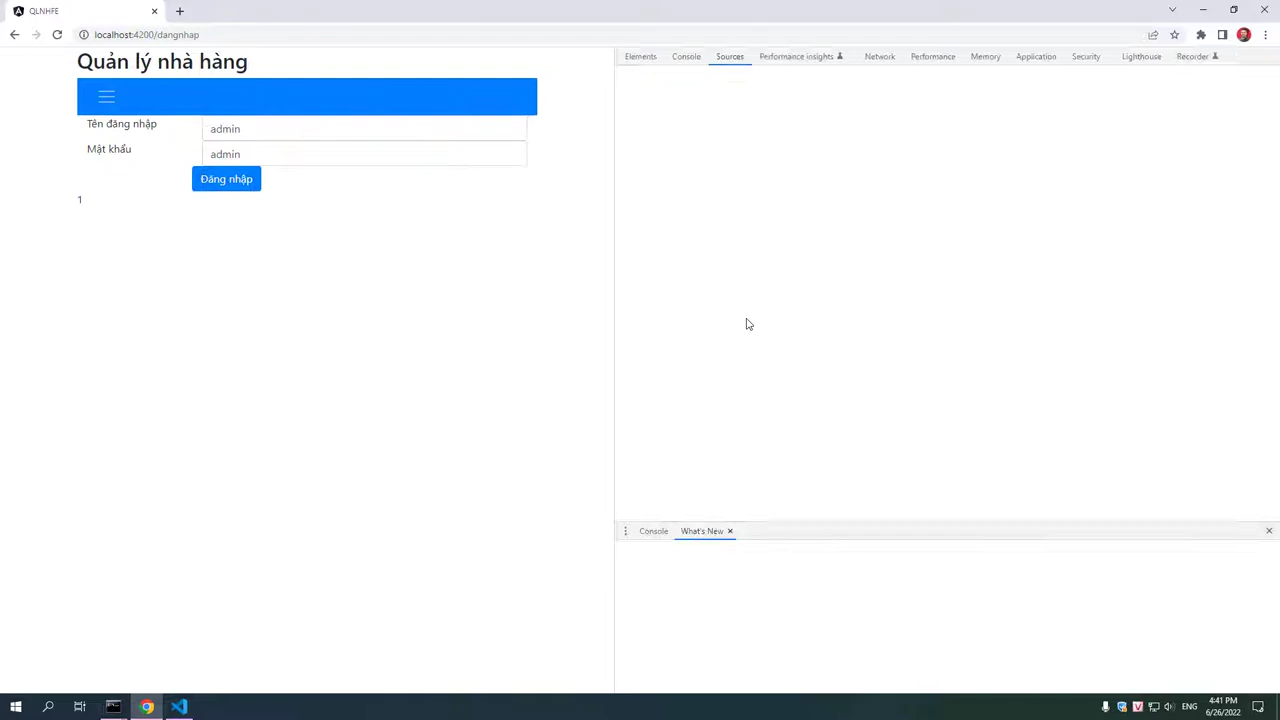 QLNHFE
localhost:4200/dangnhap
Quản lý nhà hàng
Tên đăng nhập
admin
Mật khẩu
admin
Đăng nhập
1
Elements Console Sources Performance insights Network Performance Memory Application Security Lighthouse Recorder
Console What's New
ENG
4:41 PM
6/26/2022